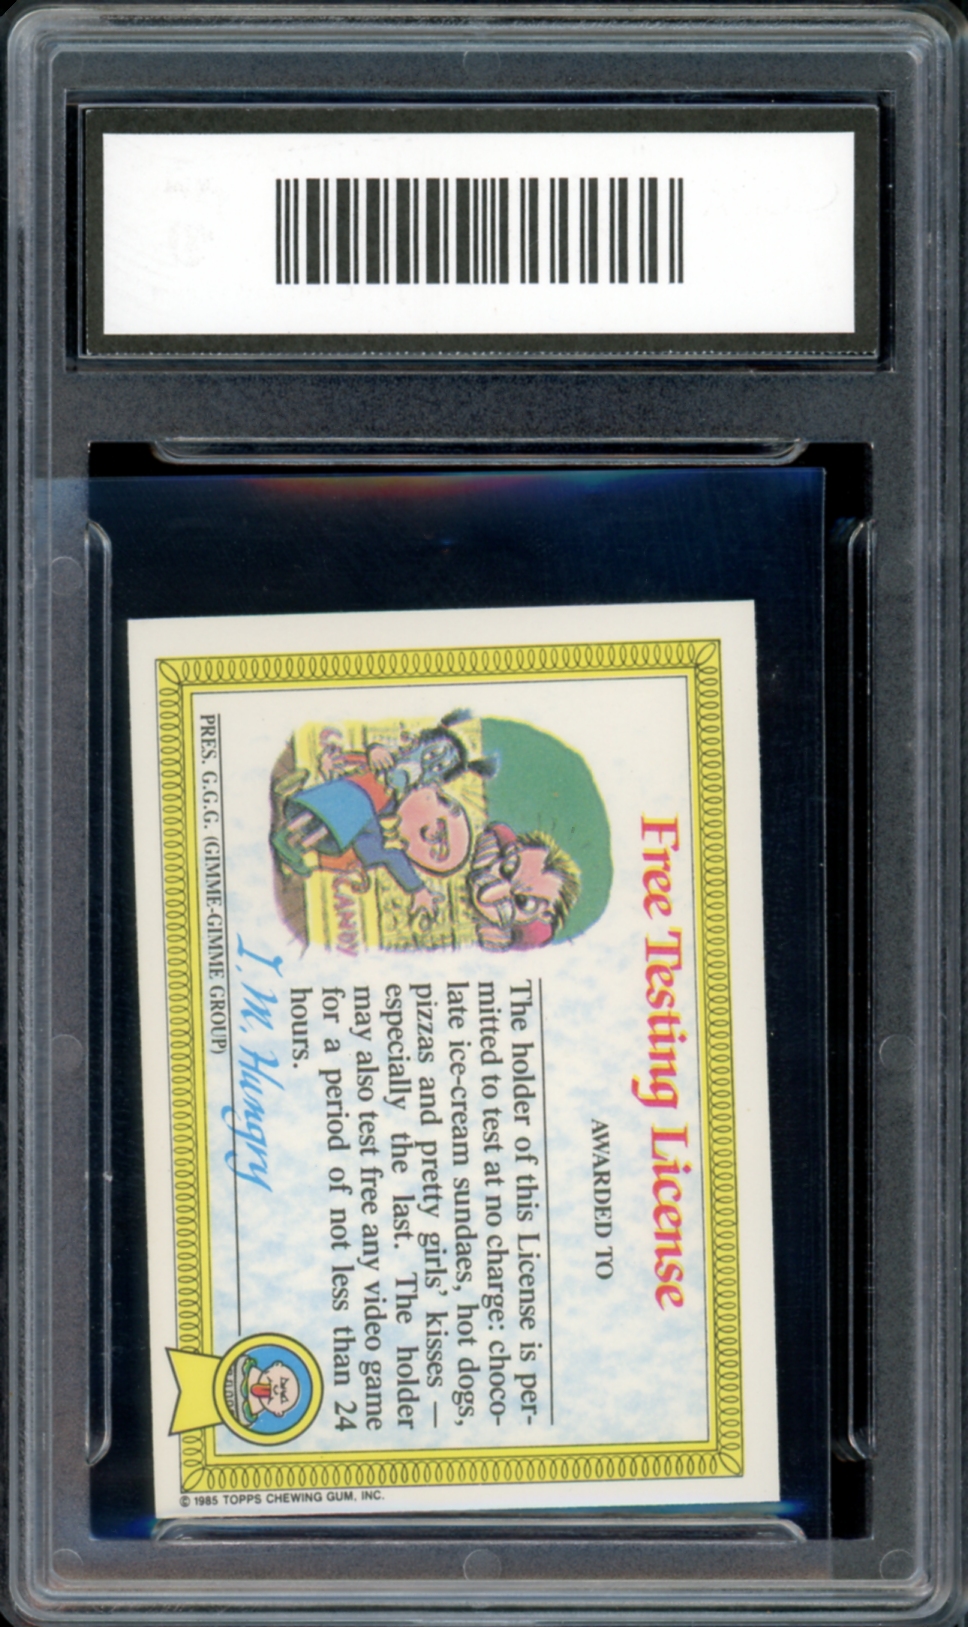 Free Testing License
AWARDED TO
The holder of this License is per-
mitted to test at no charge: choco-
late ice-cream sundaes, hot dogs,
pizzas and pretty girls' kisses —
especially the last. The holder
may also test free any video game
for a period of not less than 24
hours.
CANDY
I. M. Hungry
PRES. G.G.G. (GIMME-GIMME GROUP)
© 1985 TOPPS CHEWING GUM, INC.